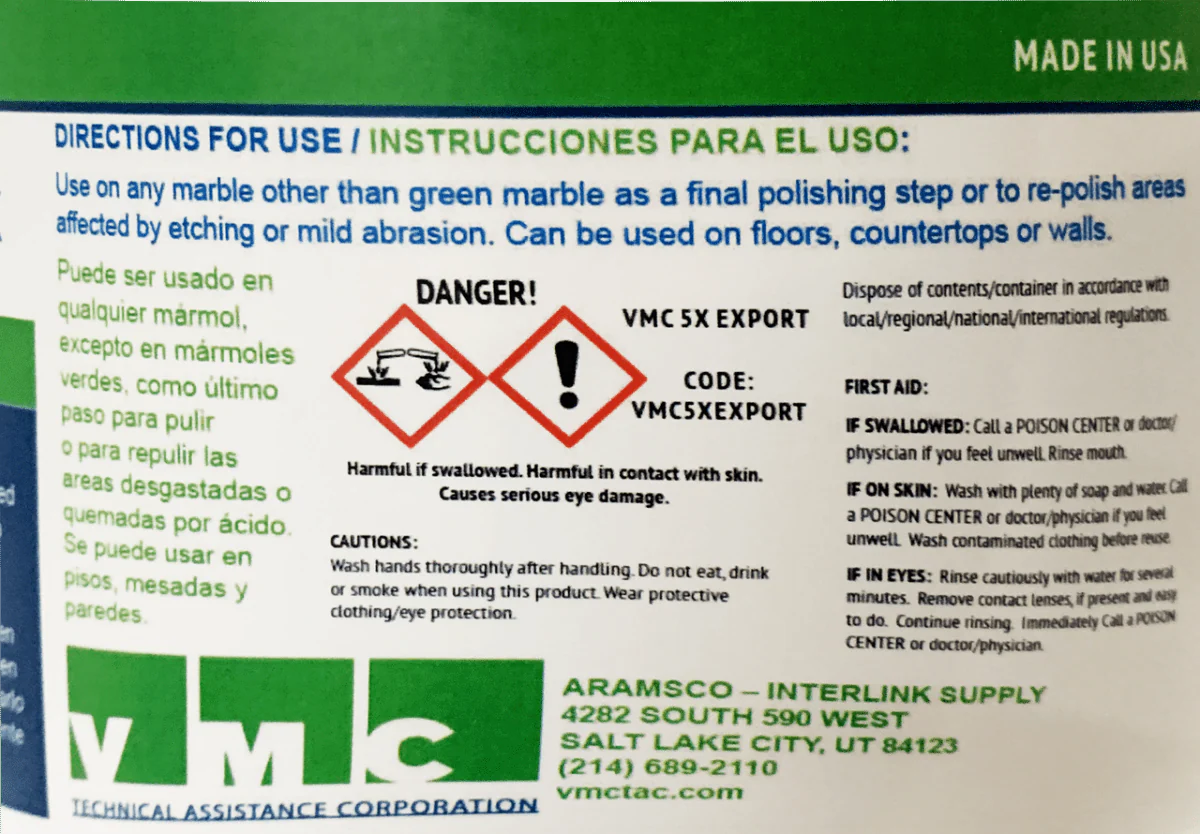 MADE IN USA
DIRECTIONS FOR USE / INSTRUCCIONES PARA EL USO:
Use on any marble other than green marble as a final polishing step or to re-polish areas
affected by etching or mild abrasion. Can be used on floors, countertops or walls.
Puede ser usado en
qualquier mármol,
excepto en mármoles
verdes, como último
paso para pulir
o para repulir las
areas desgastadas o
quemadas por ácido.
Se puede usar en
pisos, mesadas y
paredes.
DANGER!
VMC 5X EXPORT
CODE:
VMC5XEXPORT
Harmful if swallowed. Harmful in contact with skin.
Causes serious eye damage.
CAUTIONS:
Wash hands thoroughly after handling. Do not eat, drink
or smoke when using this product. Wear protective
clothing/eye protection.
Dispose of contents/container in accordance with
local/regional/national/international regulations.
FIRST AID:
IF SWALLOWED: Call a POISON CENTER or doctor/
physician if you feel unwell. Rinse mouth.
IF ON SKIN: Wash with plenty of soap and water. Call
a POISON CENTER or doctor/physician if you feel
unwell. Wash contaminated clothing before reuse.
IF IN EYES: Rinse cautiously with water for several
minutes. Remove contact lenses, if present and easy
to do. Continue rinsing. Immediately Call a POISON
CENTER or doctor/physician.
VMC
TECHNICAL ASSISTANCE CORPORATION
ARAMSCO – INTERLINK SUPPLY
4282 SOUTH 590 WEST
SALT LAKE CITY, UT 84123
(214) 689-2110
vmctac.com